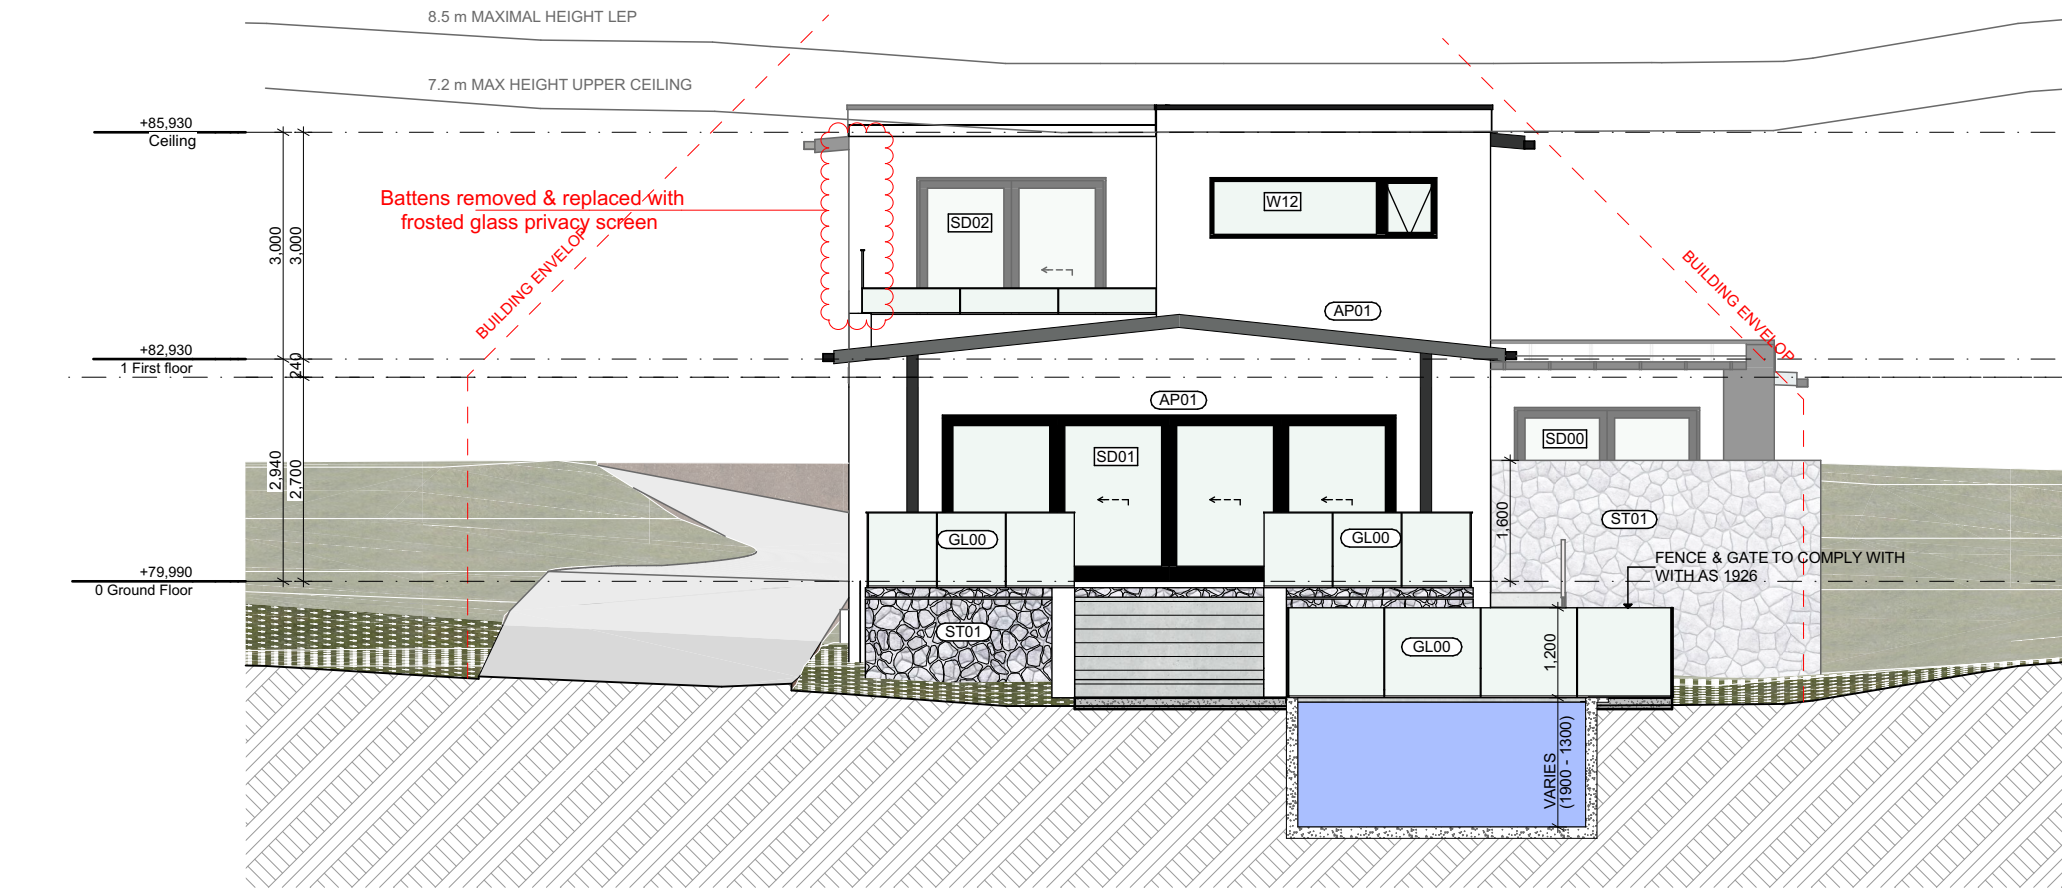 8.5 m MAXIMAL HEIGHT LEP
7.2 m MAX HEIGHT UPPER CEILING
+85,930
Ceiling
Battens removed & replaced with
frosted glass privacy screen
SD02
W12
3,000
3,000
BUILDING ENVELOP
BUILDING ENVELOP
AP01
+82,930
1 First floor
240
AP01
SD01
SD00
2,940
2,700
1,600
ST01
GL00
GL00
FENCE & GATE TO COMPLY WITH
WITH AS 1926
+79,990
0 Ground Floor
ST01
GL00
1,200
VARIES
(1900 - 1300)